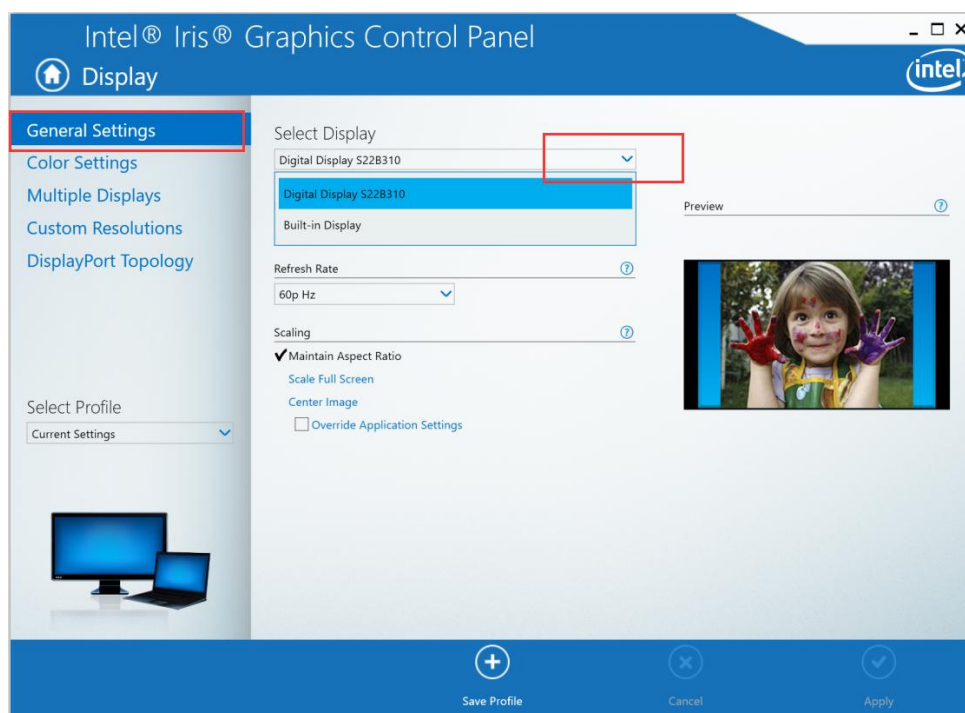 Intel® Iris® Graphics Control Panel
Display
intel
General Settings
Color Settings
Multiple Displays
Custom Resolutions
DisplayPort Topology
Select Profile
Current Settings
Select Display
Digital Display S22B310
Digital Display S22B310
Built-in Display
Refresh Rate
?
60p Hz
Scaling
?
Maintain Aspect Ratio
Scale Full Screen
Center Image
Override Application Settings
Preview
?
Save Profile
Cancel
Apply